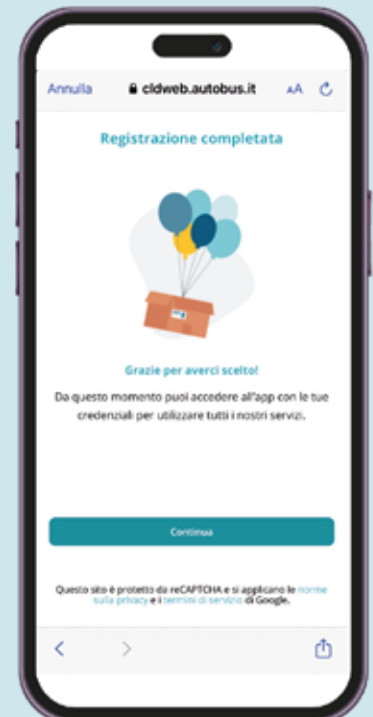 Annulla cldweb.autobus.it AA
Registrazione completata
Grazie per averci scelto!
Da questo momento puoi accedere all'app con le tue
credenziali per utilizzare tutti i nostri servizi.
Continua
Questo sito è protetto da reCAPTCHA e si applicano le norme
sulla privacy e i termini di servizio di Google.